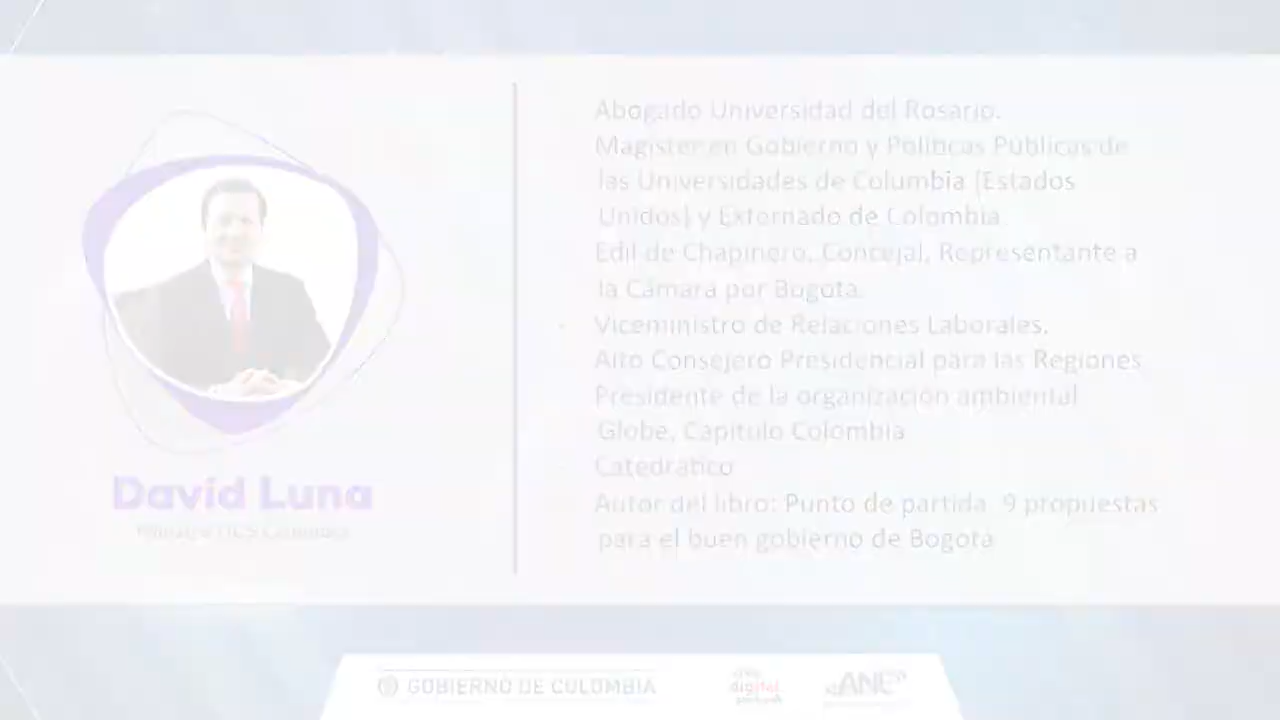 Abogado Universidad del Rosario.
Magister en Gobierno y Políticas Públicas de
las Universidades de Columbia (Estados
Unidos) y Externado de Colombia
Edil de Chapinero, Concejal, Representante a
la Cámara por Bogotá.
- Viceministro de Relaciones Laborales.
Alto Consejero Presidencial para las Regiones
Presidente de la organización ambiental
Globe, Capítulo Colombia
Catedrático
Autor del libro: Punto de partida 9 propuestas
para el buen gobierno de Bogotá
David Luna
Colombia
GOBIERNO DE COLOMBIA
digital
ANE